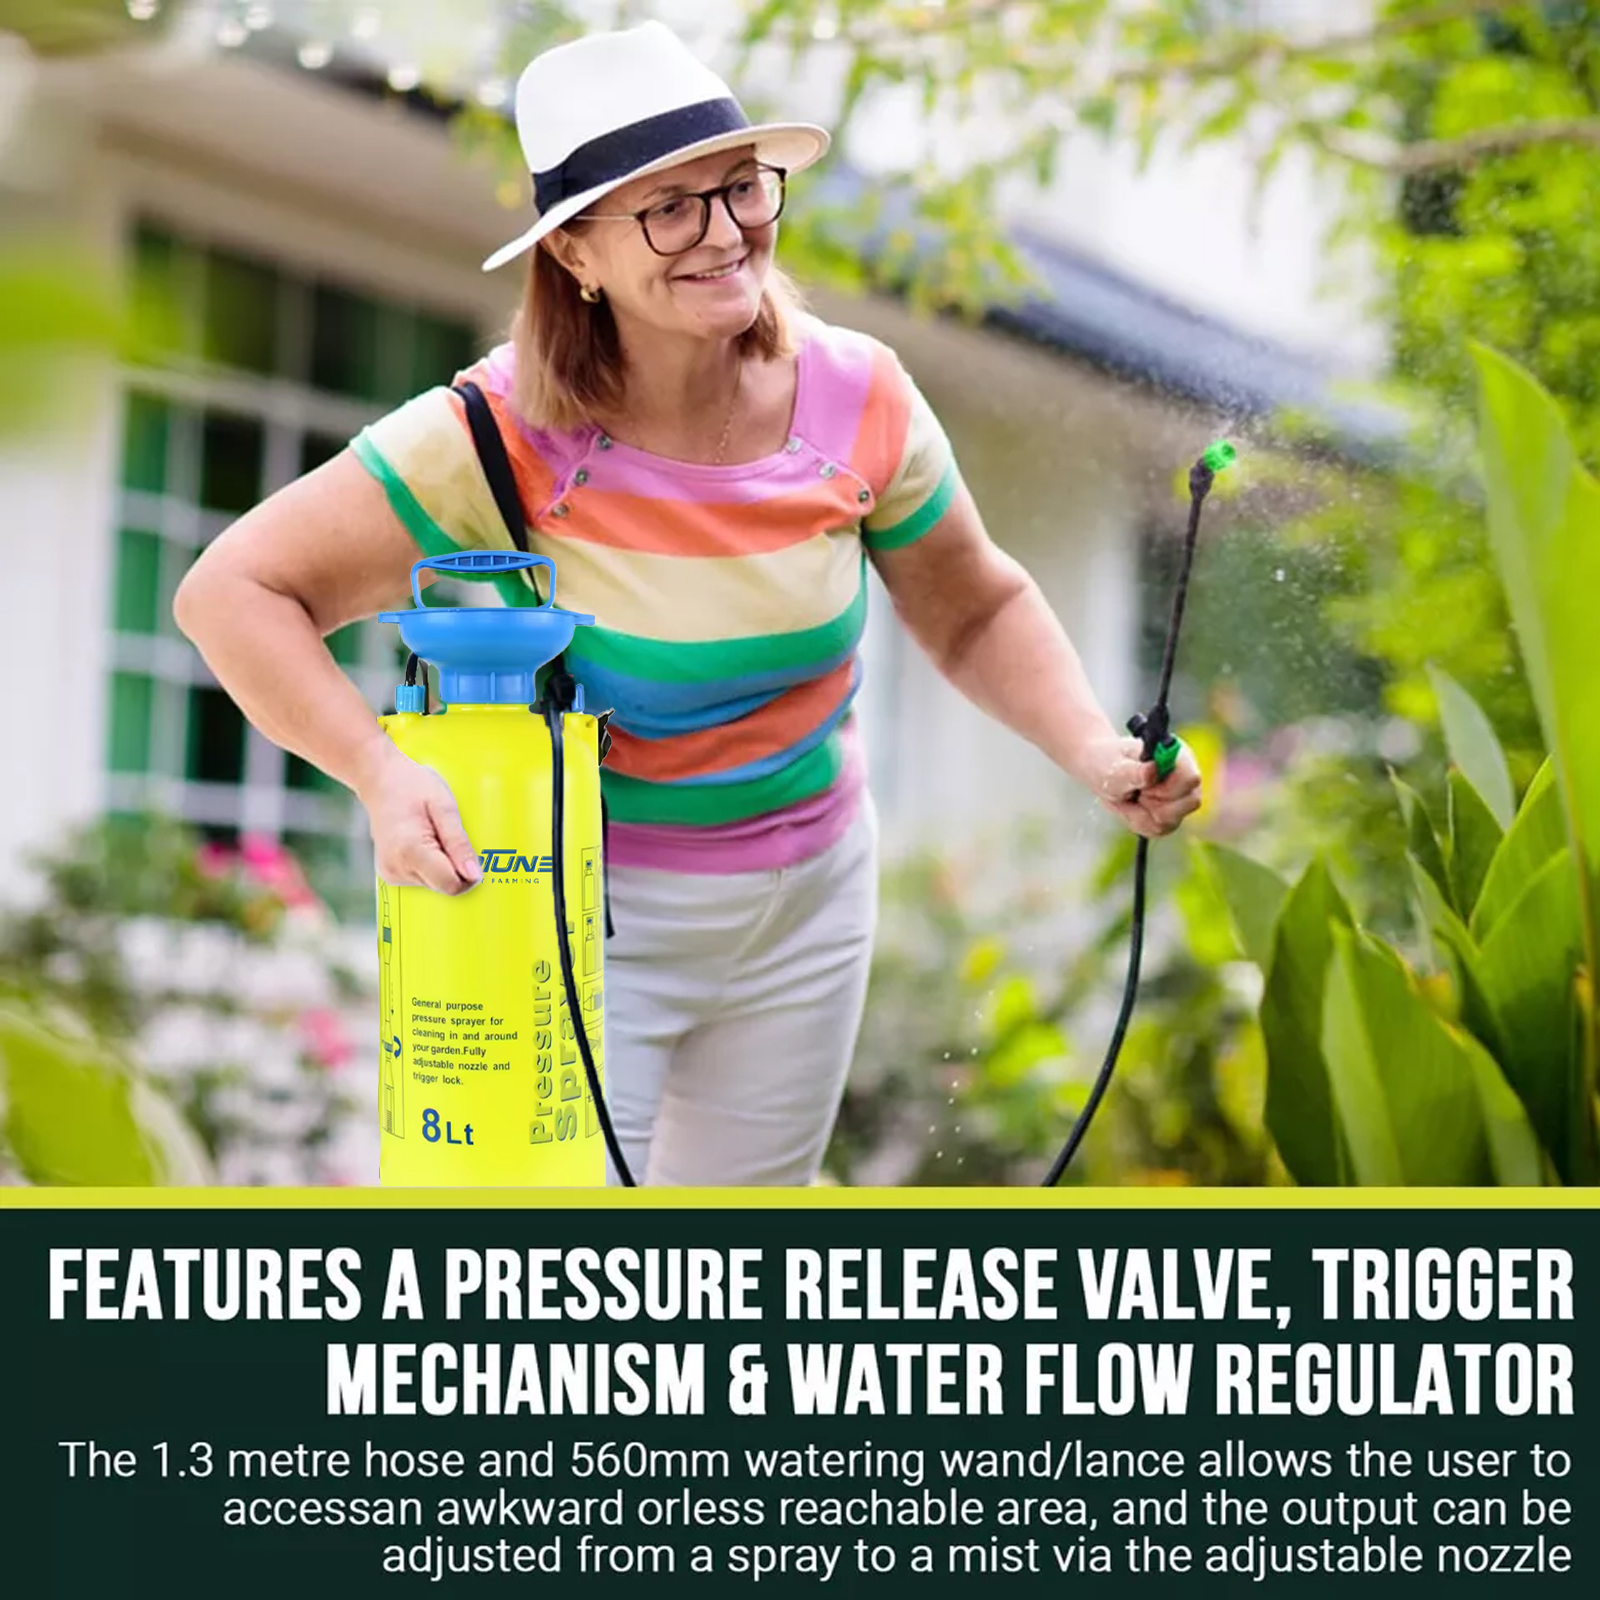 FARMING
General purpose
pressure sprayer for
cleaning in and around
your garden.Fully
adjustable nozzle and
trigger lock.
8Lt
Pressure
FEATURES A PRESSURE RELEASE VALVE, TRIGGER
MECHANISM & WATER FLOW REGULATOR
The 1.3 metre hose and 560mm watering wand/lance allows the user to
accessan awkward orless reachable area, and the output can be
adjusted from a spray to a mist via the adjustable nozzle